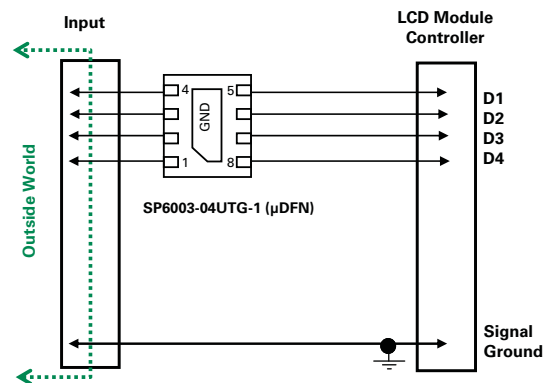 Input
LCD Module
Controller
4
5
D1
D2
GND
D3
1
8
D4
SP6003-04UTG-1 (µDFN)
Outside World
Signal
Ground